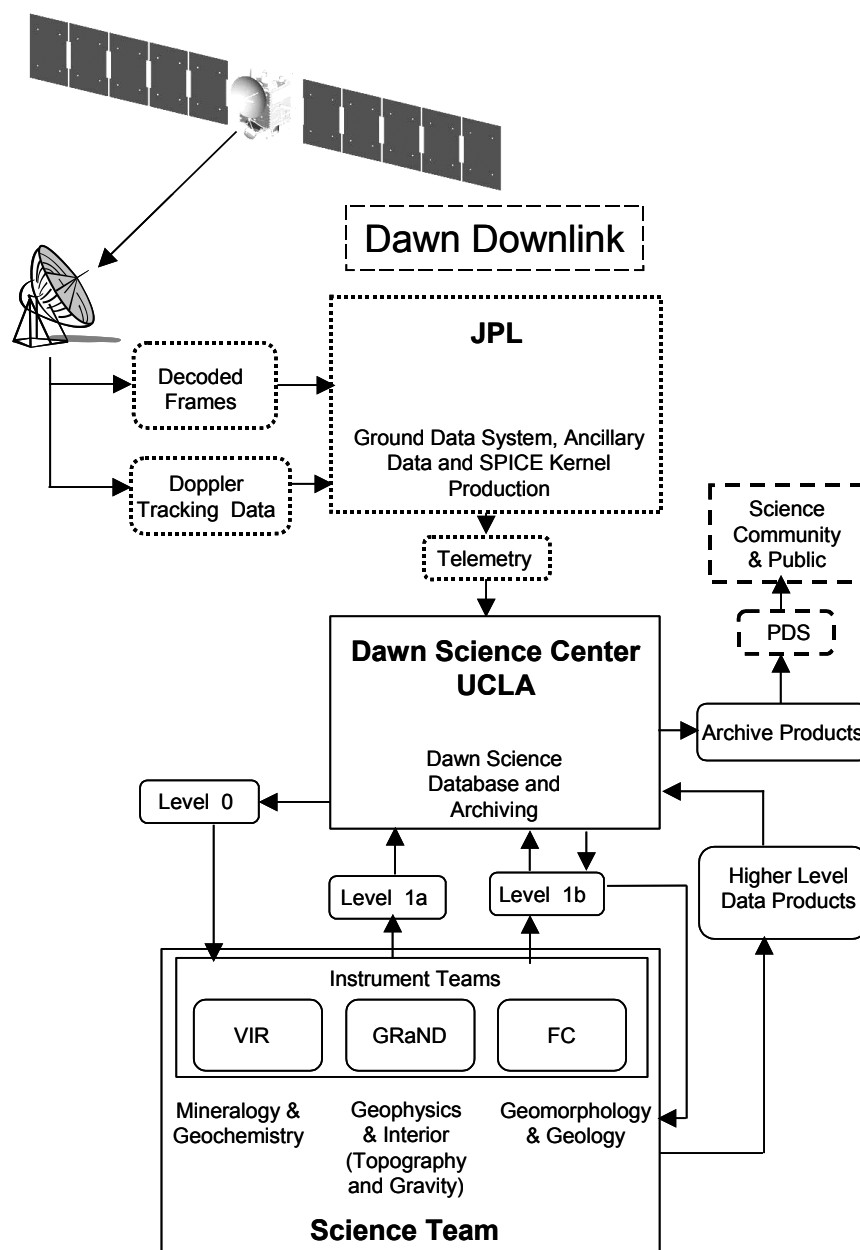 Dawn Downlink
JPL
Ground Data System, Ancillary
Data and SPICE Kernel
Production
Decoded
Frames
Doppler
Tracking Data
Telemetry
Science
Community
& Public
PDS
Archive Products
Dawn Science Center
UCLA
Dawn Science
Database and
Archiving
Level 0
Level 1a
Level 1b
Higher Level
Data Products
Instrument Teams
VIR
GRaND
FC
Mineralogy &
Geochemistry
Geophysics
& Interior
(Topography
and Gravity)
Geomorphology
& Geology
Science Team